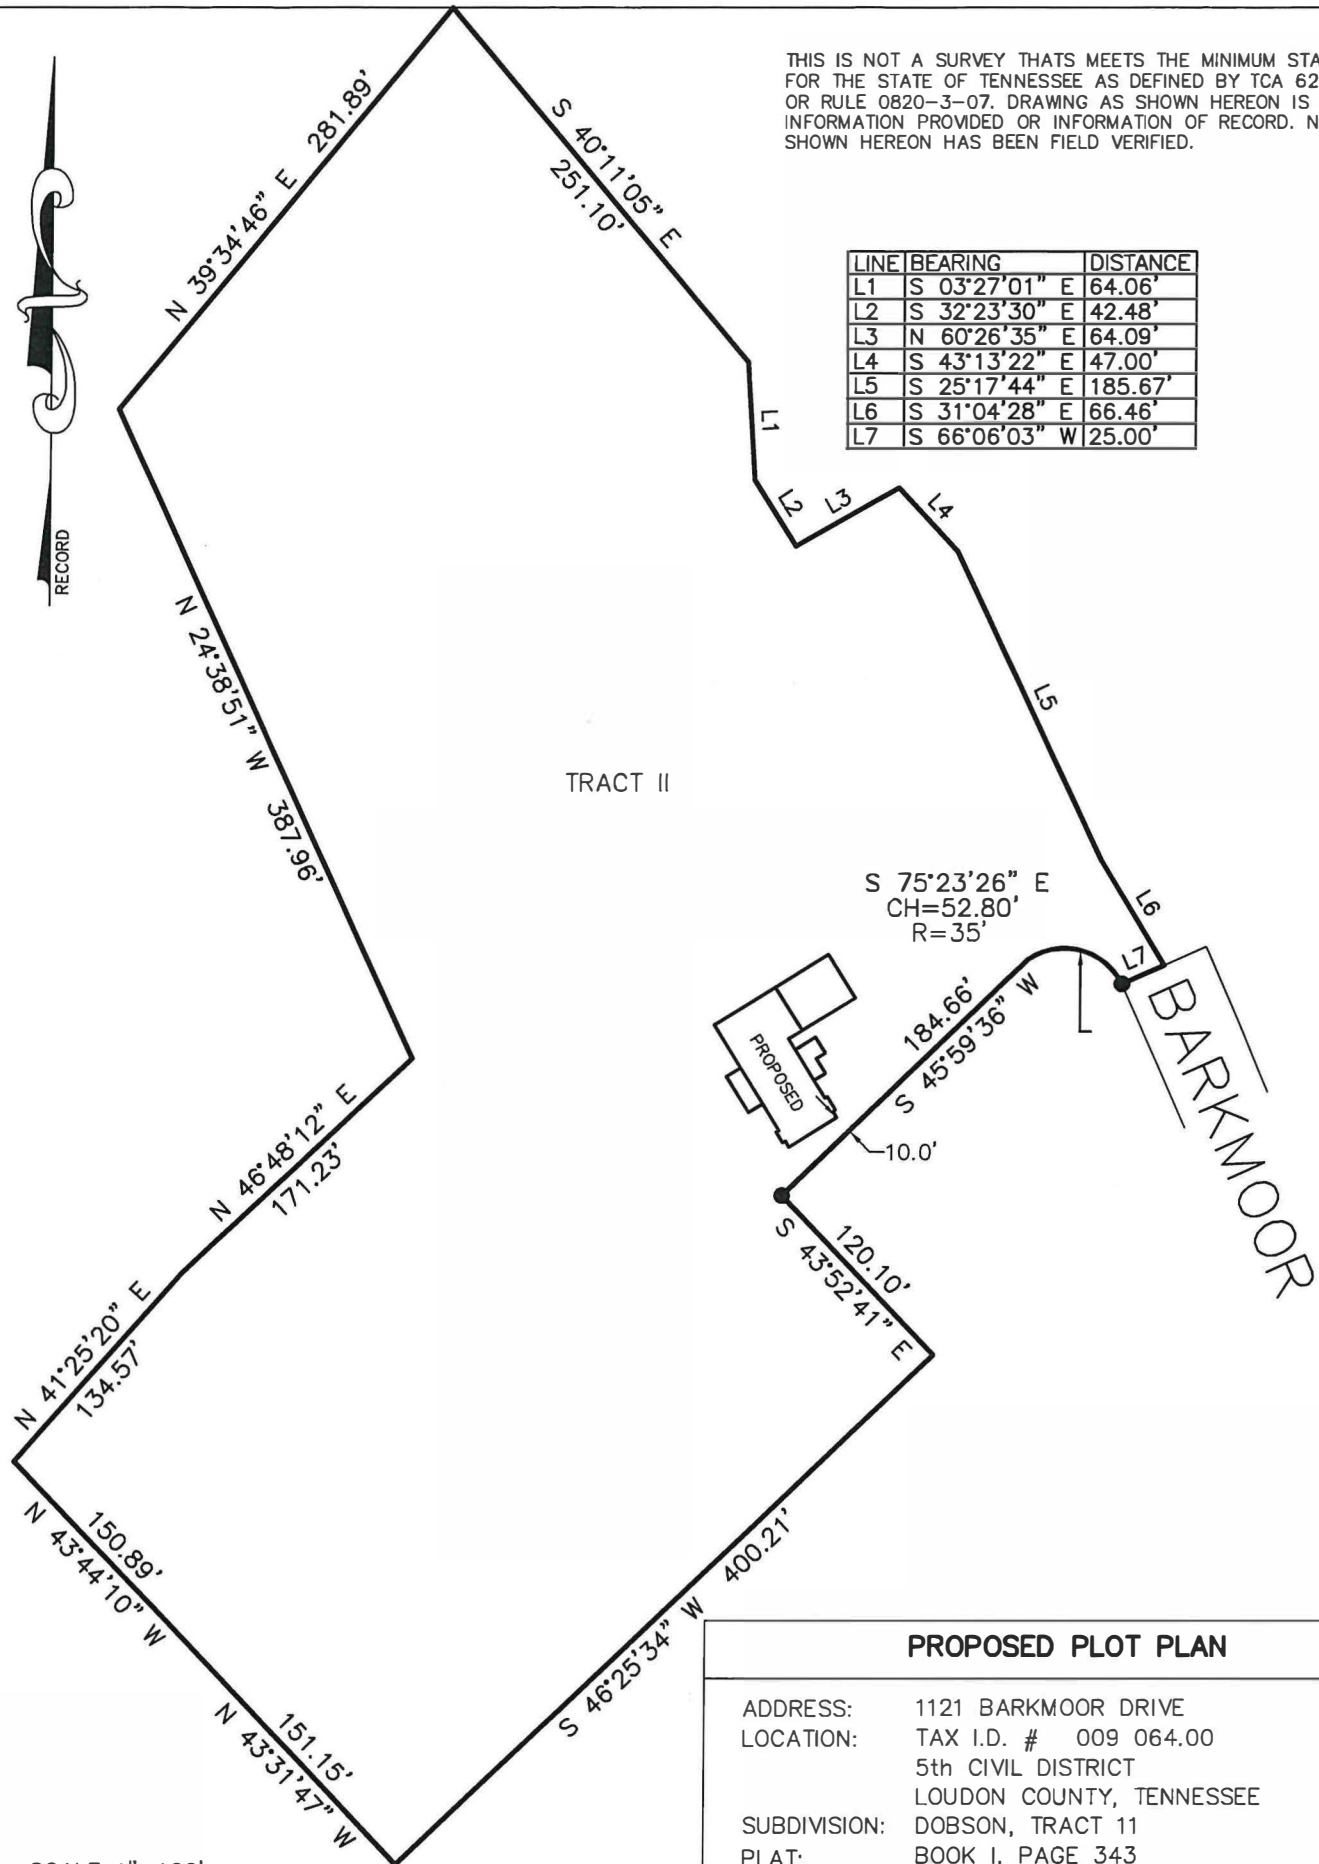 THIS IS NOT A SURVEY THATS MEETS THE MINIMUM STA
FOR THE STATE OF TENNESSEE AS DEFINED BY TCA 62
OR RULE 0820-3-07. DRAWING AS SHOWN HEREON IS
INFORMATION PROVIDED OR INFORMATION OF RECORD. N
SHOWN HEREON HAS BEEN FIELD VERIFIED.
N 39°34'46" E 281.89'
S 40°11'05" E
251.10'
LINE BEARING DISTANCE
L1 S 03°27'01" E 64.06'
L2 S 32°23'30" E 42.48'
L3 N 60°26'35" E 64.09'
L4 S 43°13'22" E 47.00'
L5 S 25°17'44" E 185.67'
L6 S 31°04'28" E 66.46'
L7 S 66°06'03" W 25.00'
RECORD
L1
L2
L3
L4
L5
L6
L7
N 24°38'51" W 387.96'
TRACT II
S 75°23'26" E
CH=52.80'
R=35'
BARKMOOR
PROPOSED
184.66'
S 45°59'36" W
10.0'
N 46°48'12" E
171.23'
120.10'
S 43°52'41" E
N 41°25'20" E
134.57'
150.89'
N 43°44'10" W
151.15'
N 43°31'47" W
S 46°25'34" W 400.21'
PROPOSED PLOT PLAN
ADDRESS: 1121 BARKMOOR DRIVE
LOCATION: TAX I.D. # 009 064.00
5th CIVIL DISTRICT
LOUDON COUNTY, TENNESSEE
SUBDIVISION: DOBSON, TRACT 11
PLAT: BOOK I, PAGE 343